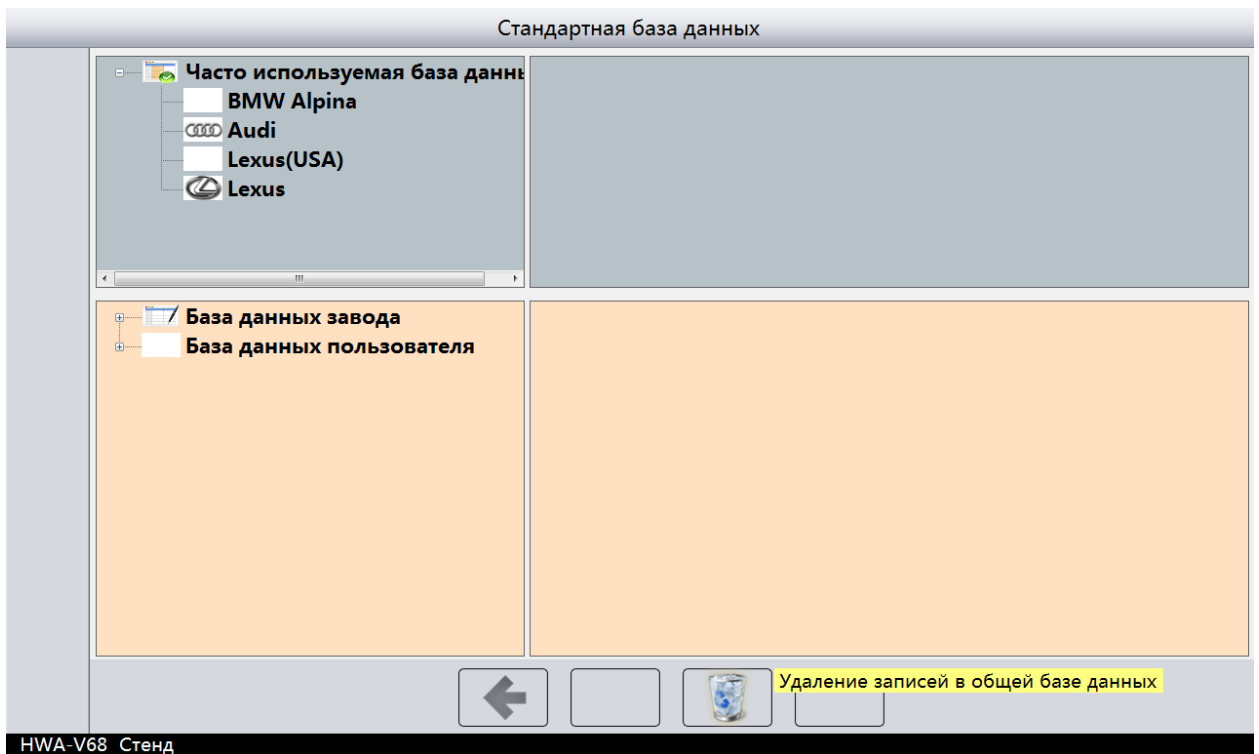 Стандартная база данных
Часто используемая база данны
BMW Alpina
Audi
Lexus(USA)
Lexus
База данных завода
База данных пользователя
Удаление записей в общей базе данных
HWA-V68 Стенд